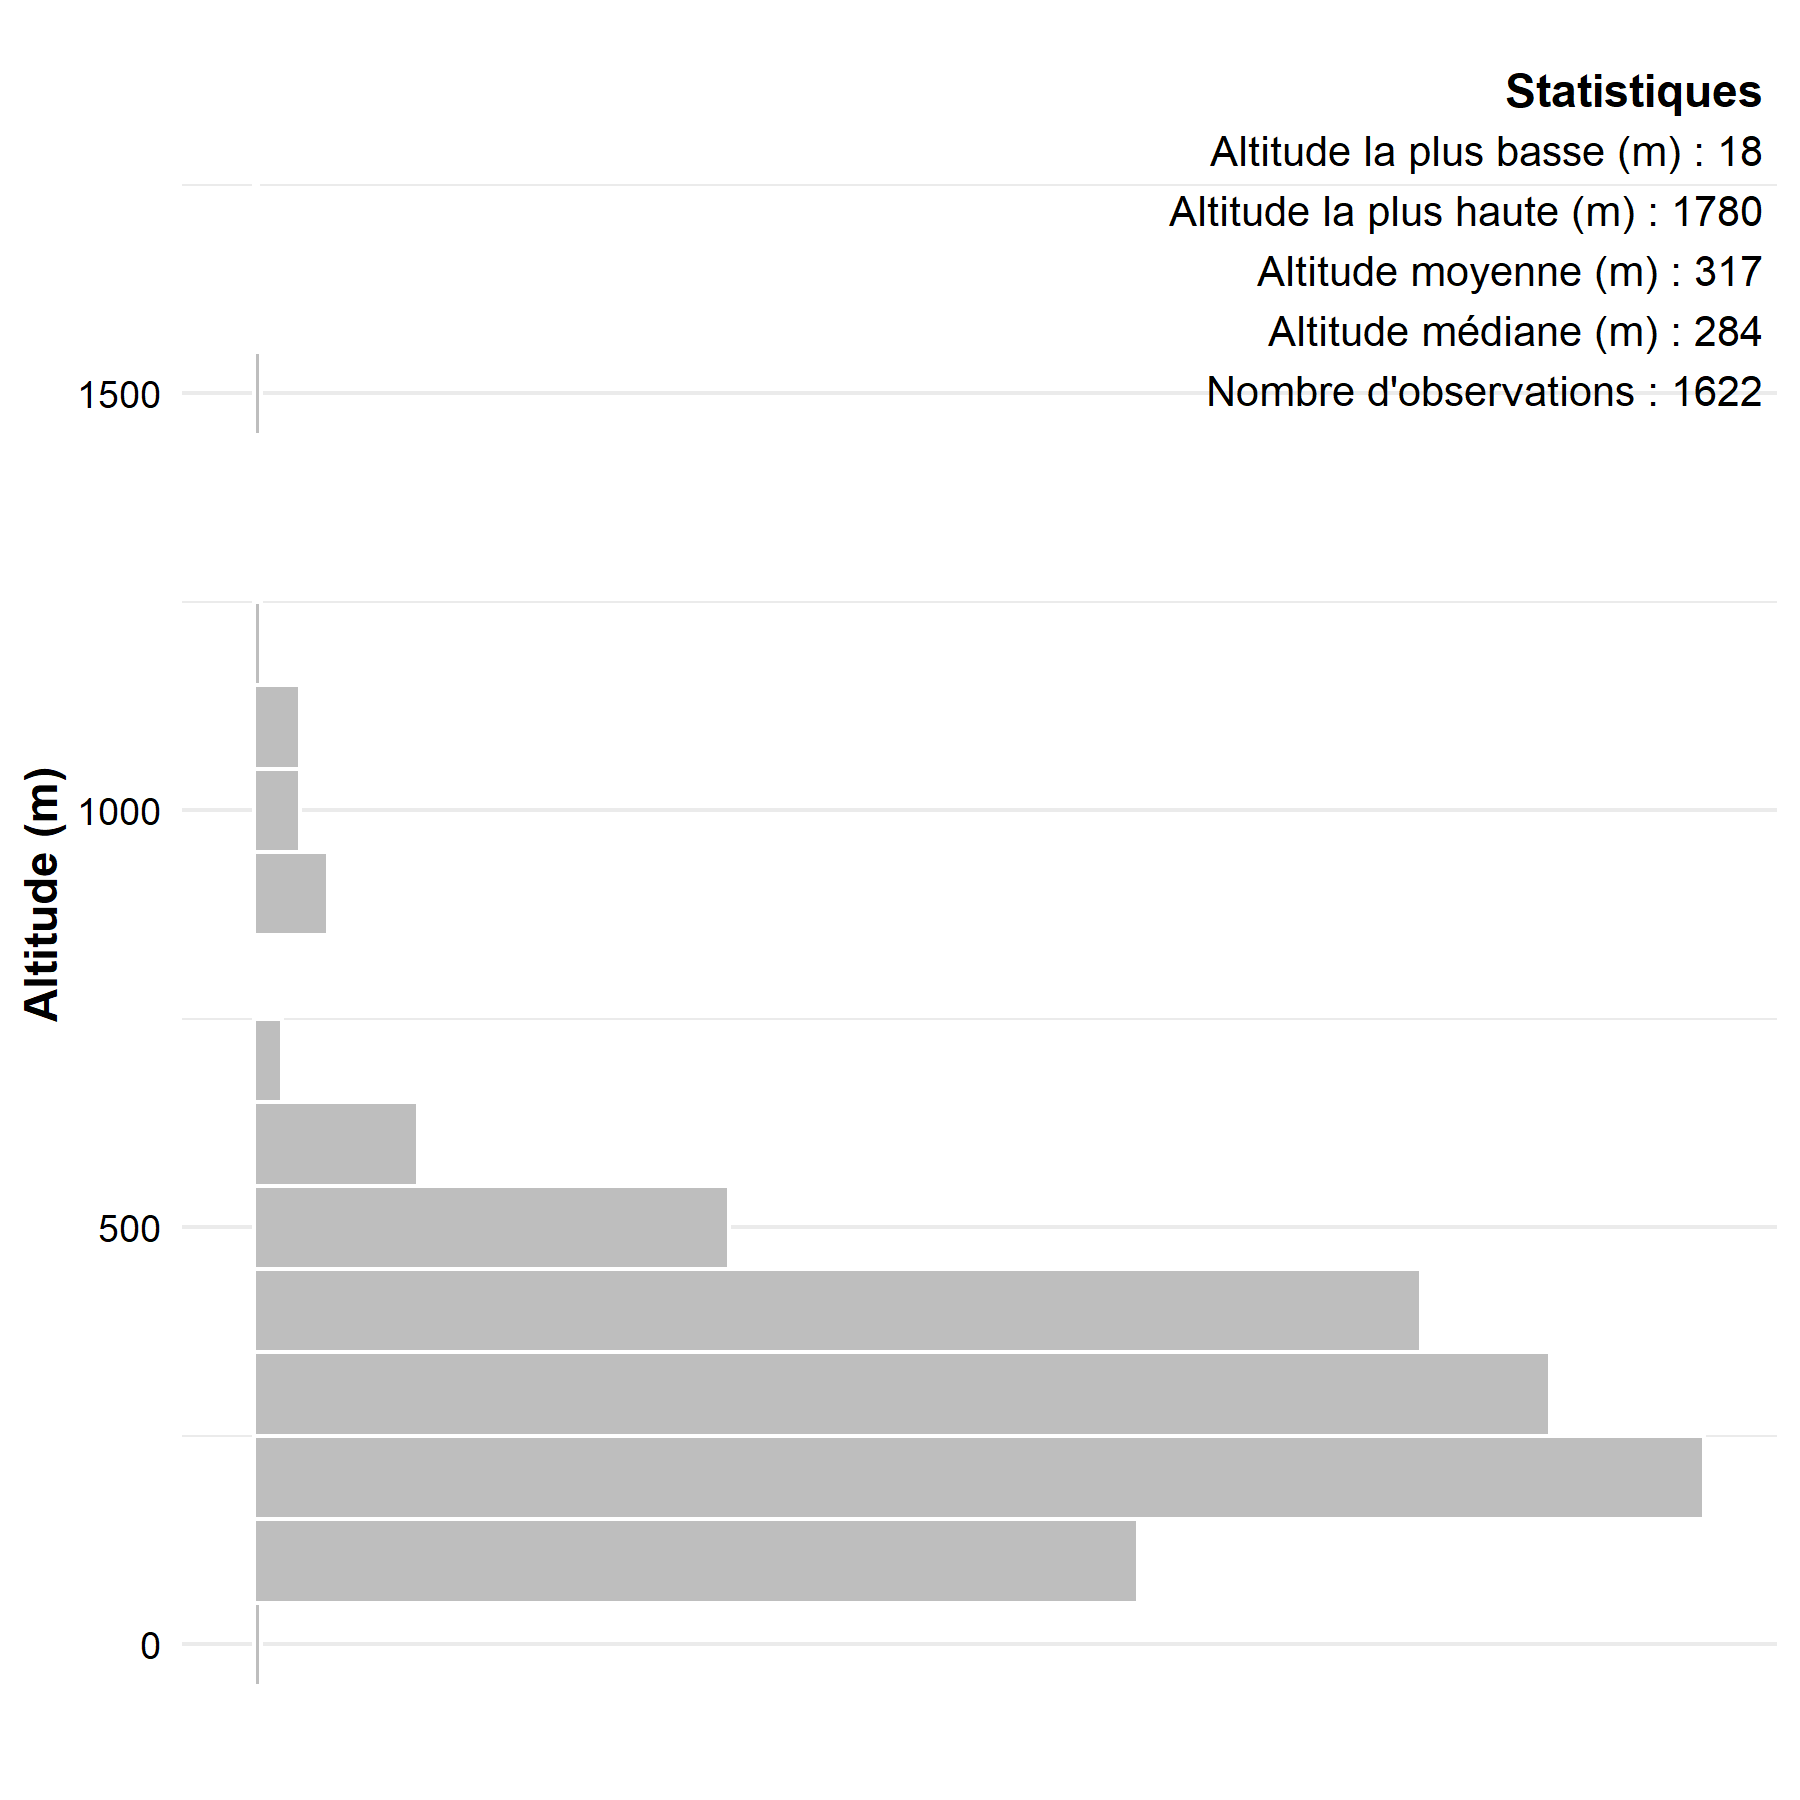 Statistiques
Altitude la plus basse (m) : 18
Altitude la plus haute (m) : 1780
Altitude moyenne (m) : 317
Altitude médiane (m) : 284
Nombre d'observations : 1622
1500
1000
500
0
Altitude (m)